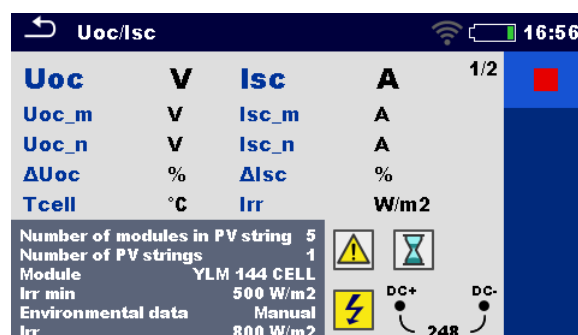 Uoc/Isc 16:56
Uoc V Isc A 1/2
Uoc_m V Isc_m A
Uoc_n V Isc_n A
ΔUoc % ΔIsc %
Tcell °C Irr W/m2
Number of modules in PV string 5
Number of PV strings 1
Module YLM 144 CELL
Irr min 500 W/m2
Environmental data Manual
Irr 800 W/m2
DC+ DC-
248